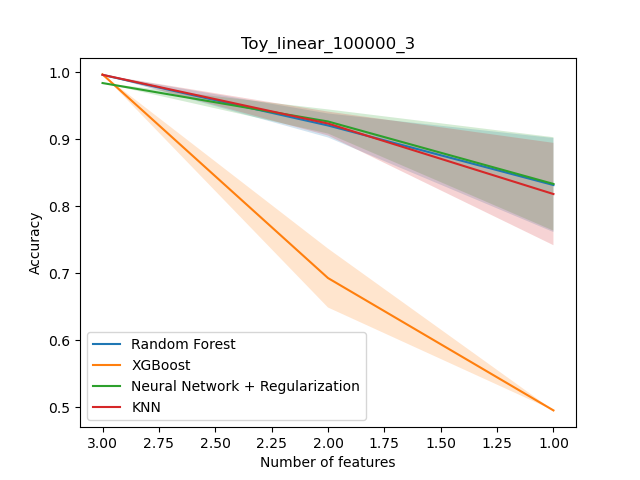 Toy_linear_100000_3
Accuracy
1.0
0.9
0.8
0.7
0.6
0.5
Random Forest
XGBoost
Neural Network + Regularization
KNN
3.00 2.75 2.50 2.25 2.00 1.75 1.50 1.25 1.00
Number of features